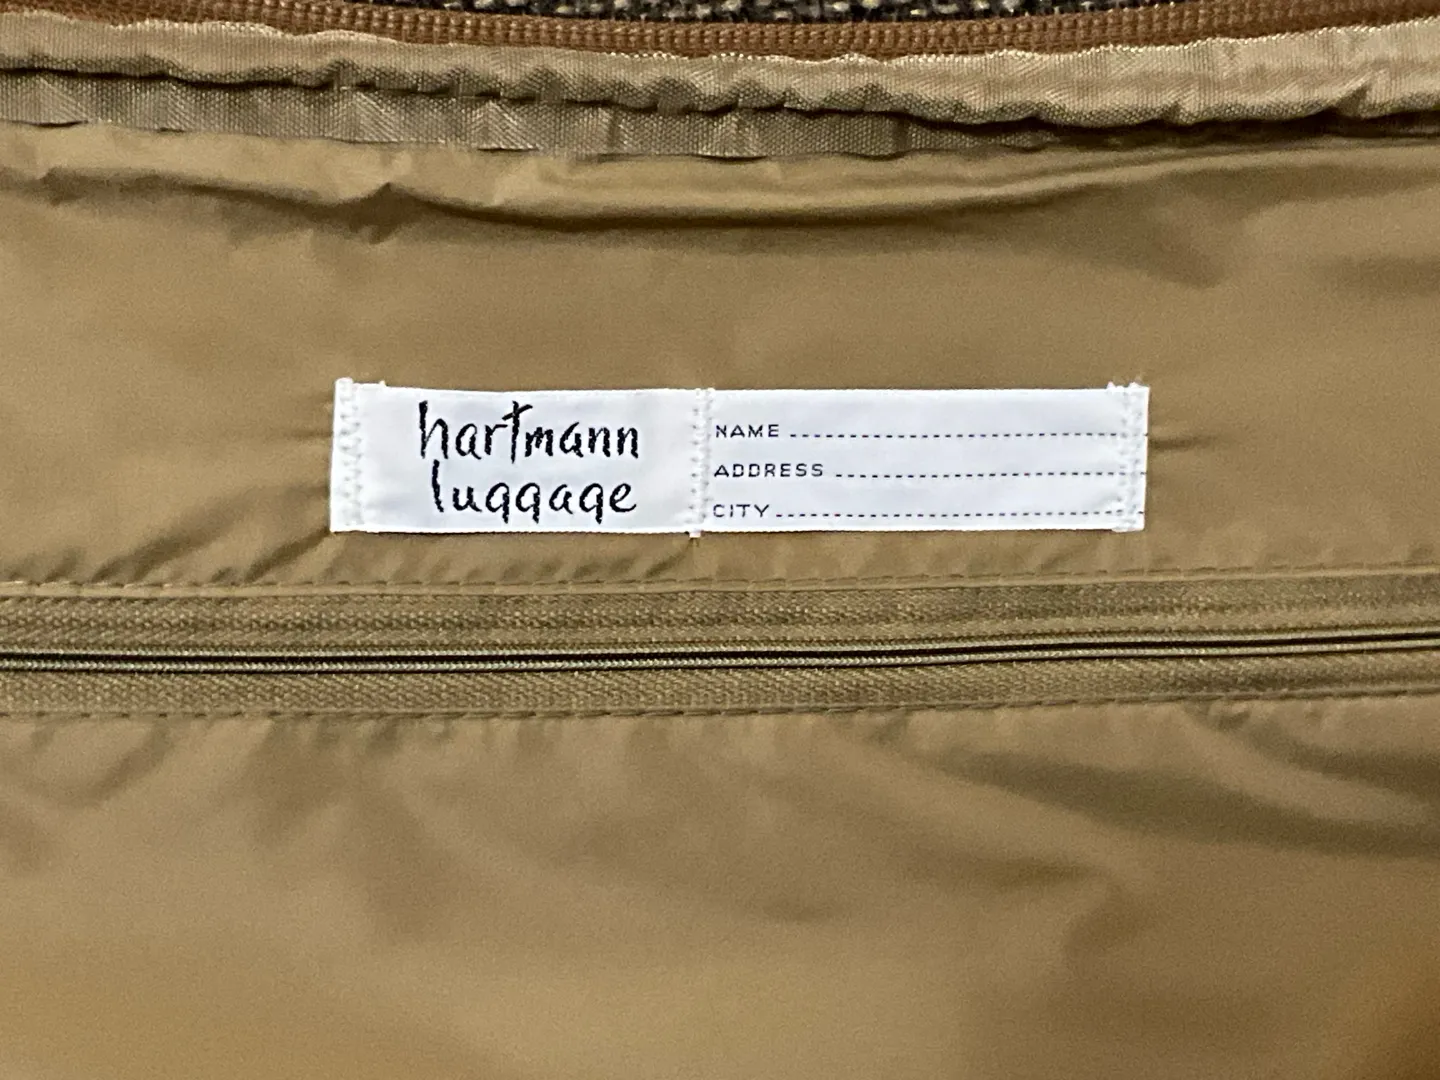 hartmann
luggage
NAME
ADDRESS
CITY